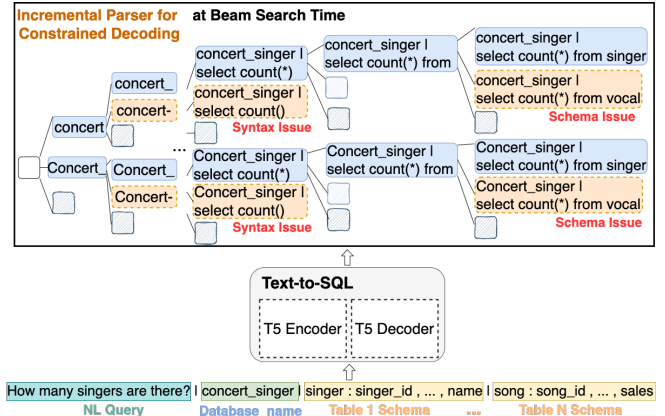 Incremental Parser for at Beam Search Time
Constrained Decoding
concert
Concert_
concert_
concert-
Concert_
Concert-
...
concert_singer |
select count(*)
concert_singer |
select count()
Syntax Issue
Concert_singer |
select count(*)
Concert_singer |
select count()
Syntax Issue
concert_singer |
select count(*) from
Concert_singer |
select count(*) from
concert_singer |
select count(*) from singer
concert_singer |
select count(*) from vocal
Schema Issue
Concert_singer |
select count(*) from singer
Concert_singer |
select count(*) from vocal
Schema Issue
Text-to-SQL
T5 Encoder
T5 Decoder
How many singers are there? | concert_singer | singer : singer_id , ... , name | song : song_id , ... , sales
NL Query Database name Table 1 Schema ... Table N Schema